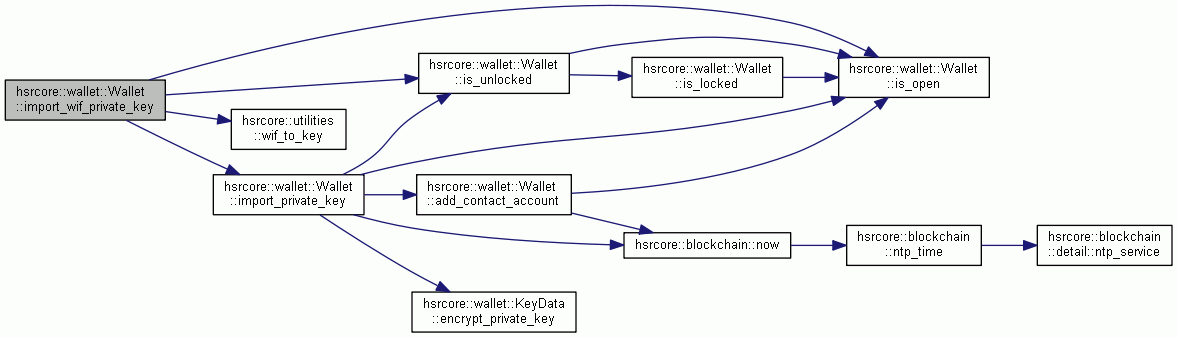 hsrcore::wallet::Wallet
::import_wif_private_key
hsrcore::wallet::Wallet
::is_unlocked
hsrcore::wallet::Wallet
::is_locked
hsrcore::wallet::Wallet
::is_open
hsrcore::utilities
::wif_to_key
hsrcore::wallet::Wallet
::import_private_key
hsrcore::wallet::Wallet
::add_contact_account
hsrcore::blockchain::now
hsrcore::blockchain
::ntp_time
hsrcore::blockchain
::detail::ntp_service
hsrcore::wallet::KeyData
::encrypt_private_key